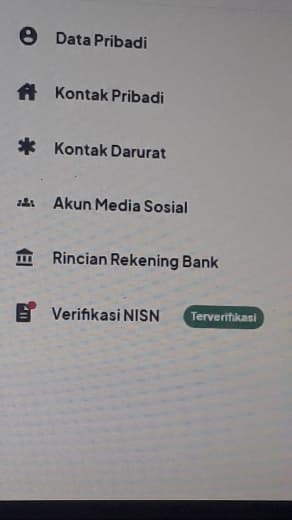 Data Pribadi
Kontak Pribadi
Kontak Darurat
Akun Media Sosial
Rincian Rekening Bank
Verifikasi NISN Terverifikasi